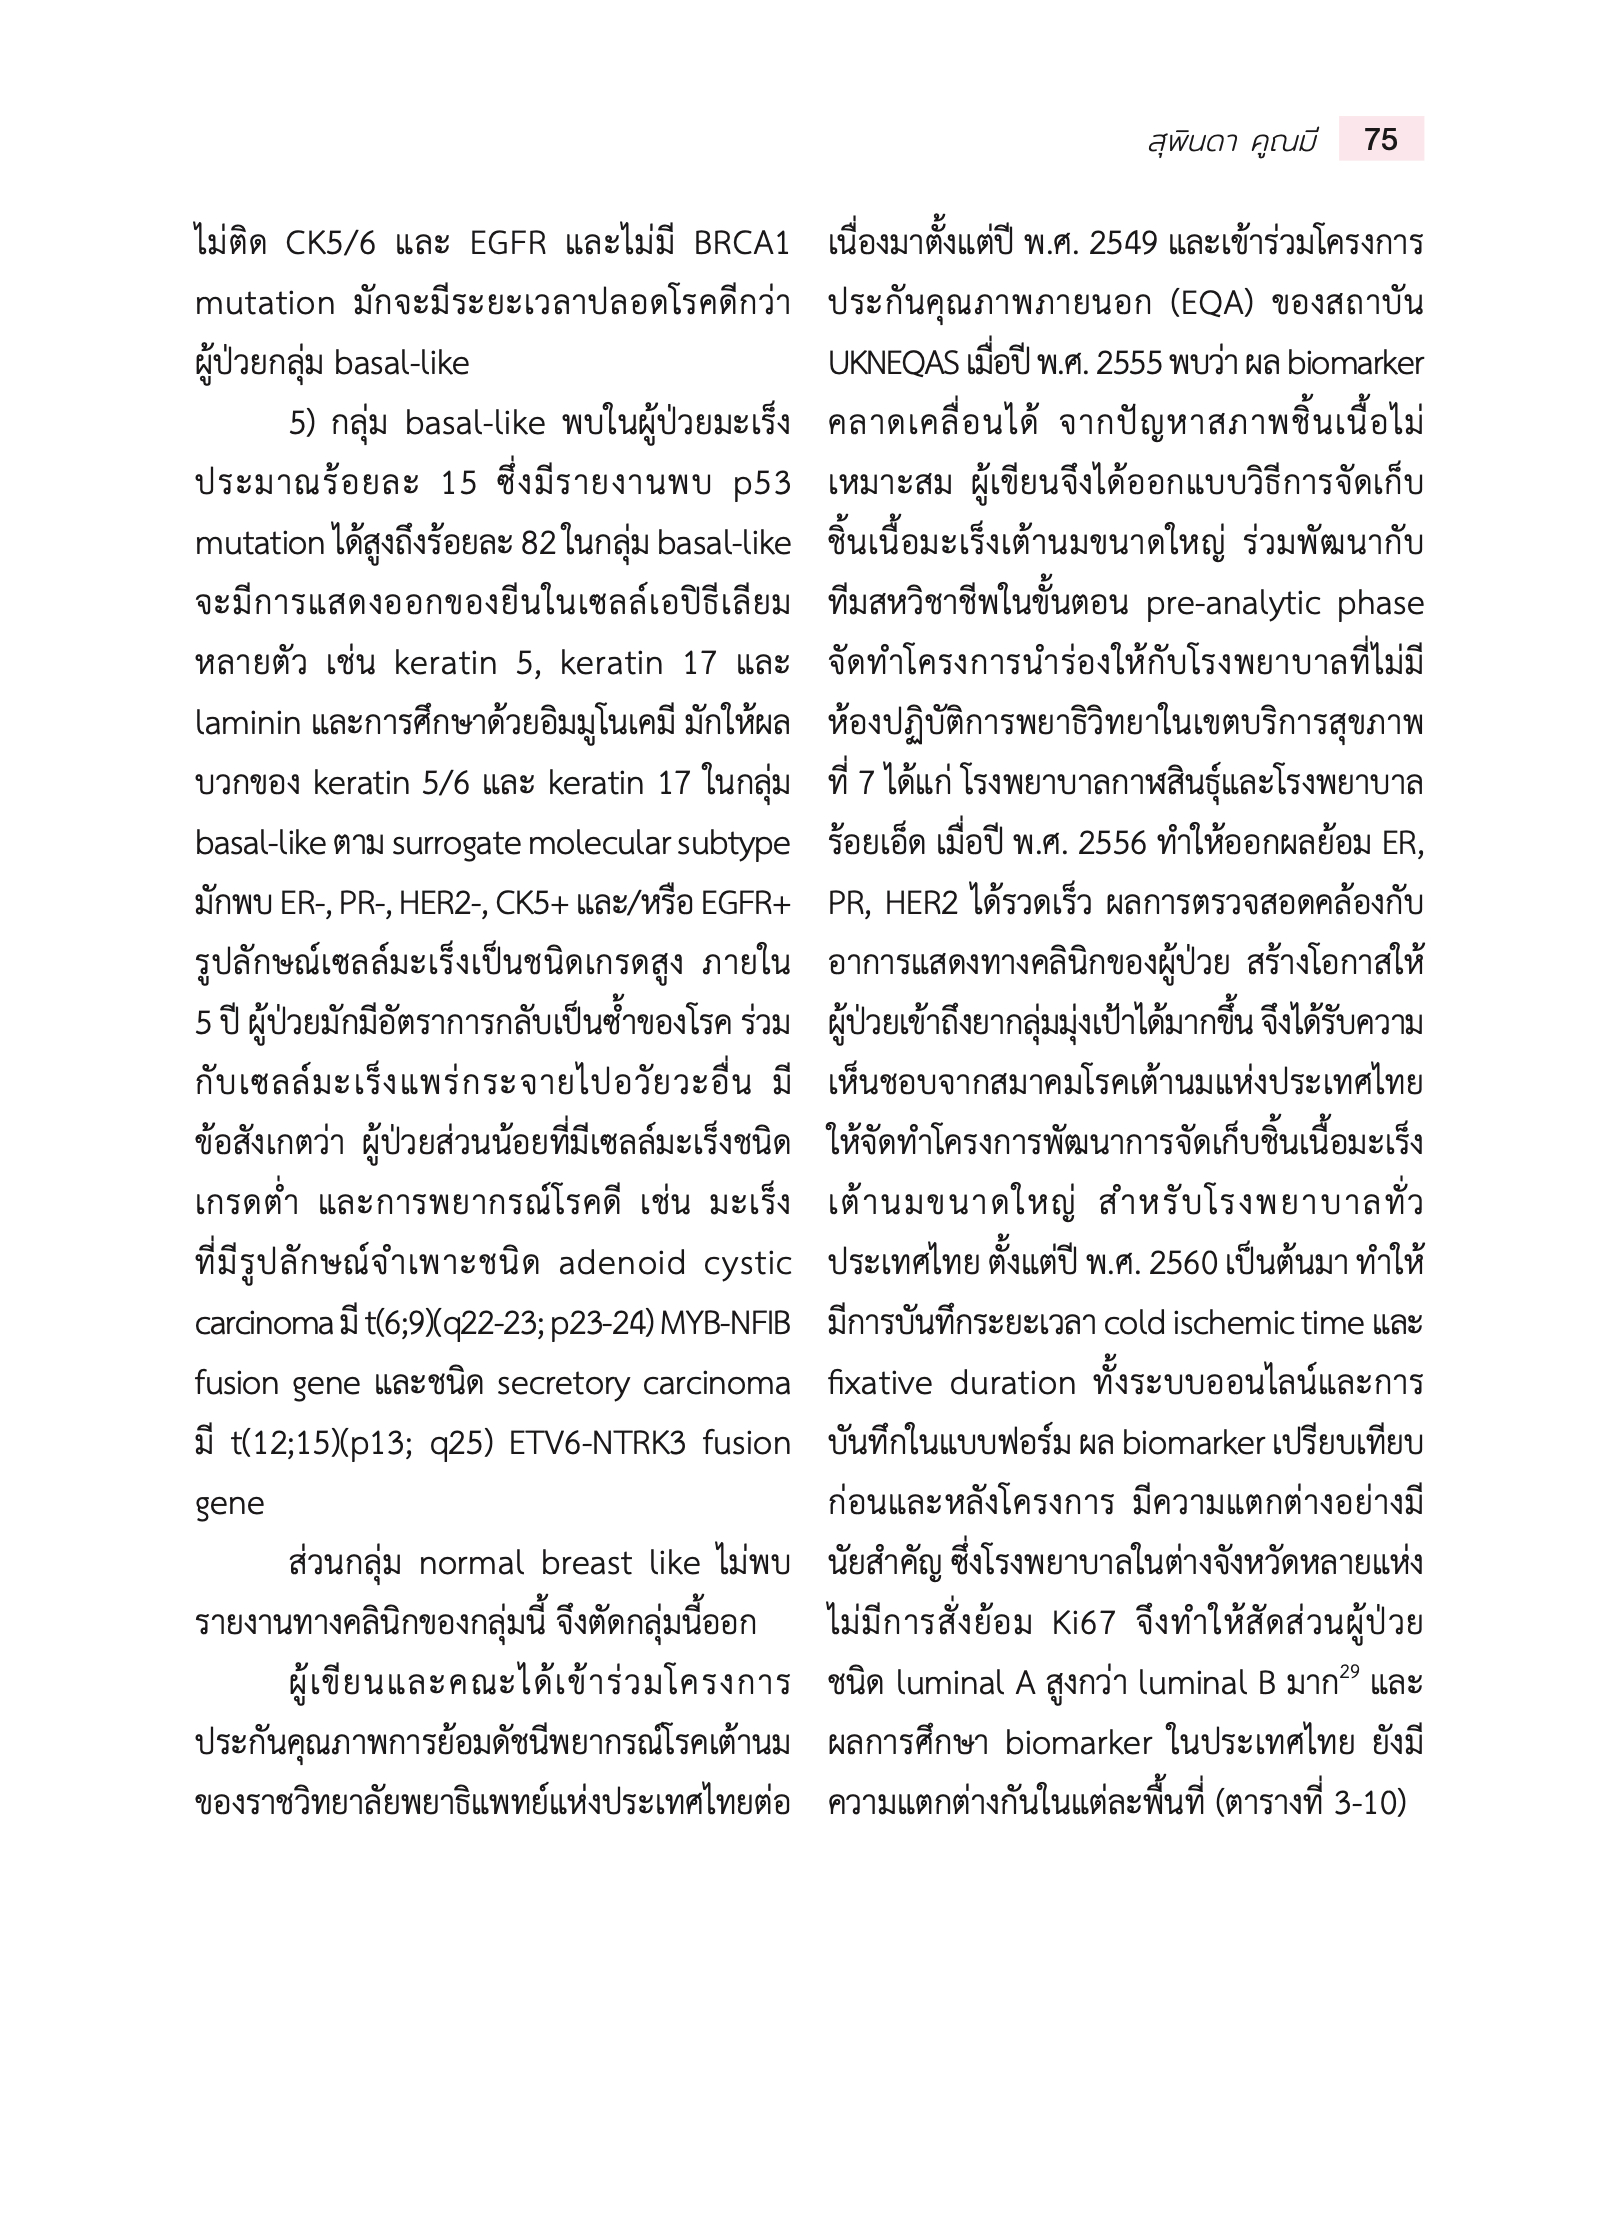 สุพินดา คูณมี 75
ไม่ติด CK5/6 และ EGFR และไม่มี BRCA1
mutation มักจะมีระยะเวลาปลอดโรคดีกว่า
ผู้ป่วยกลุ่ม basal-like
5) กลุ่ม basal-like พบในผู้ป่วยมะเร็ง
ประมาณร้อยละ 15 ซึ่งมีรายงานพบ p53
mutation ได้สูงถึงร้อยละ 82 ในกลุ่ม basal-like
จะมีการแสดงออกของยีนในเซลล์เอปิธีเลียม
หลายตัว เช่น keratin 5, keratin 17 และ
laminin และการศึกษาด้วยอิมมูโนเคมี มักให้ผล
บวกของ keratin 5/6 และ keratin 17 ในกลุ่ม
basal-like ตาม surrogate molecular subtype
มักพบ ER-, PR-, HER2-, CK5+ และ/หรือ EGFR+
รูปลักษณ์เซลล์มะเร็งเป็นชนิดเกรดสูง ภายใน
5 ปี ผู้ป่วยมักมีอัตราการกลับเป็นซ้ำของโรค ร่วม
กับเซลล์มะเร็งแพร่กระจายไปอวัยวะอื่น มี
ข้อสังเกตว่า ผู้ป่วยส่วนน้อยที่มีเซลล์มะเร็งชนิด
เกรดต่ำ และการพยากรณ์โรคดี เช่น มะเร็ง
ที่มีรูปลักษณ์จำเพาะชนิด adenoid cystic
carcinoma มี t(6;9)(q22-23; p23-24) MYB-NFIB
fusion gene และชนิด secretory carcinoma
มี t(12;15)(p13; q25) ETV6-NTRK3 fusion
gene
ส่วนกลุ่ม normal breast like ไม่พบ
รายงานทางคลินิกของกลุ่มนี้ จึงตัดกลุ่มนี้ออก
ผู้เขียนและคณะได้เข้าร่วมโครงการ
ประกันคุณภาพการย้อมดัชนีพยากรณ์โรคเต้านม
ของราชวิทยาลัยพยาธิแพทย์แห่งประเทศไทยต่อ
เนื่องมาตั้งแต่ปี พ.ศ. 2549 และเข้าร่วมโครงการ
ประกันคุณภาพภายนอก (EQA) ของสถาบัน
UKNEQAS เมื่อปี พ.ศ. 2555 พบว่า ผล biomarker
คลาดเคลื่อนได้ จากปัญหาสภาพชิ้นเนื้อไม่
เหมาะสม ผู้เขียนจึงได้ออกแบบวิธีการจัดเก็บ
ชิ้นเนื้อมะเร็งเต้านมขนาดใหญ่ ร่วมพัฒนากับ
ทีมสหวิชาชีพในขั้นตอน pre-analytic phase
จัดทำโครงการนำร่องให้กับโรงพยาบาลที่ไม่มี
ห้องปฏิบัติการพยาธิวิทยาในเขตบริการสุขภาพ
ที่ 7 ได้แก่ โรงพยาบาลกาฬสินธุ์และโรงพยาบาล
ร้อยเอ็ด เมื่อปี พ.ศ. 2556 ทำให้ออกผลย้อม ER,
PR, HER2 ได้รวดเร็ว ผลการตรวจสอดคล้องกับ
อาการแสดงทางคลินิกของผู้ป่วย สร้างโอกาสให้
ผู้ป่วยเข้าถึงยากลุ่มมุ่งเป้าได้มากขึ้น จึงได้รับความ
เห็นชอบจากสมาคมโรคเต้านมแห่งประเทศไทย
ให้จัดทำโครงการพัฒนาการจัดเก็บชิ้นเนื้อมะเร็ง
เต้านมขนาดใหญ่ สำหรับโรงพยาบาลทั่ว
ประเทศไทย ตั้งแต่ปี พ.ศ. 2560 เป็นต้นมา ทำให้
มีการบันทึกระยะเวลา cold ischemic time และ
fixative duration ทั้งระบบออนไลน์และการ
บันทึกในแบบฟอร์ม ผล biomarker เปรียบเทียบ
ก่อนและหลังโครงการ มีความแตกต่างอย่างมี
นัยสำคัญ ซึ่งโรงพยาบาลในต่างจังหวัดหลายแห่ง
ไม่มีการสั่งย้อม Ki67 จึงทำให้สัดส่วนผู้ป่วย
ชนิด luminal A สูงกว่า luminal B มาก29 และ
ผลการศึกษา biomarker ในประเทศไทย ยังมี
ความแตกต่างกันในแต่ละพื้นที่ (ตารางที่ 3-10)